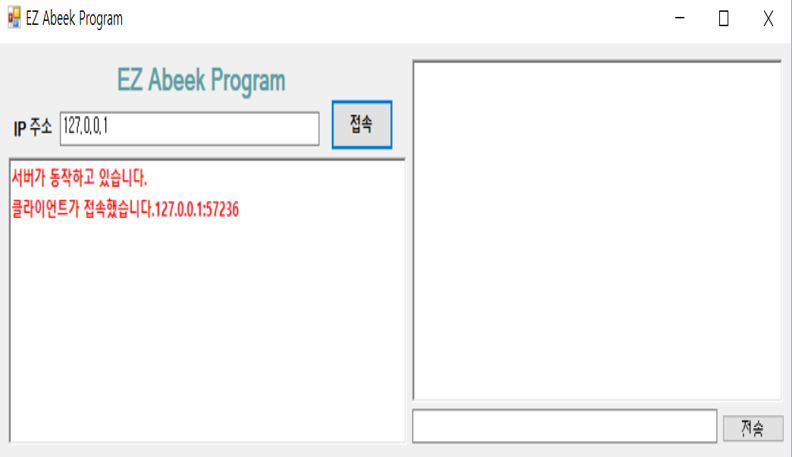 EZ Abeek Program
EZ Abeek Program
IP 주소 127,0,0,1 접속
서버가 동작하고 있습니다.
클라이언트가 접속했습니다.127.0.0.1:57236
전송